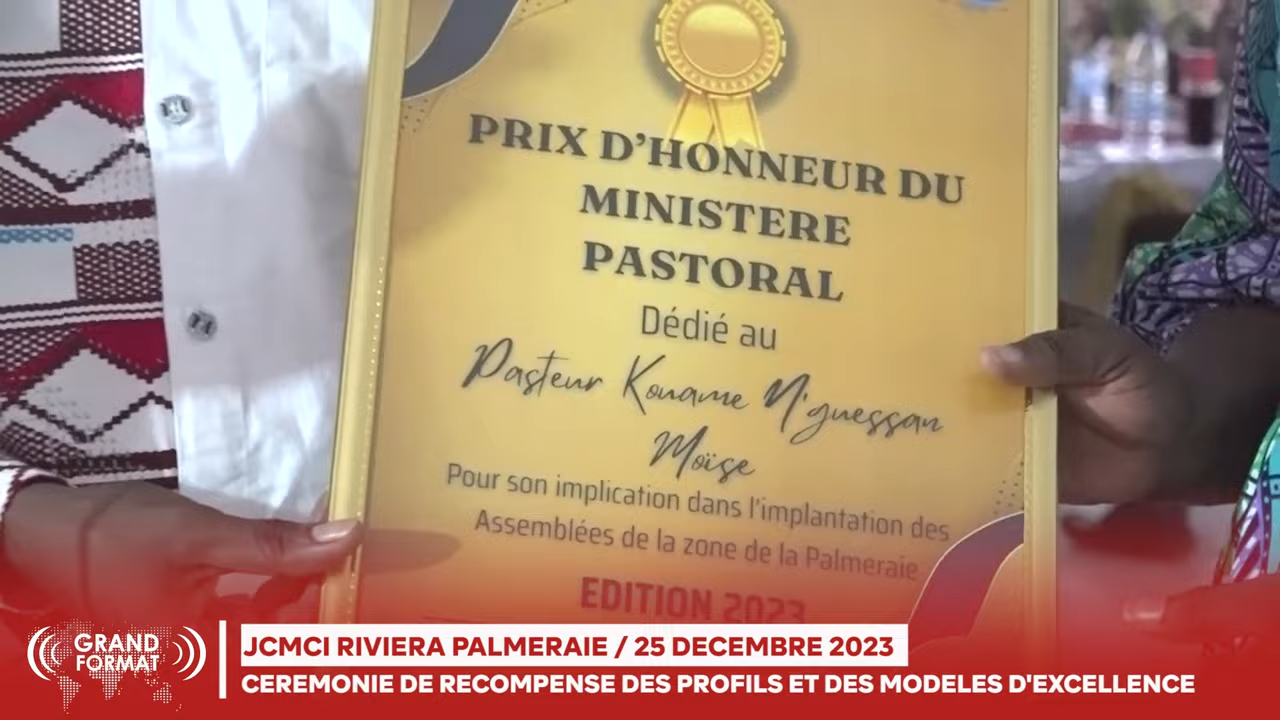 PRIX D'HONNEUR DU
MINISTERE
PASTORAL
Dédié au
Pasteur Kouame N'guessan
Moïse
Pour son implication dans l'implantation des
Assemblées de la zone de la Palmeraie
EDITION 2023
GRAND
FORMAT
JCMCI RIVIERA PALMERAIE / 25 DECEMBRE 2023
CEREMONIE DE RECOMPENSE DES PROFILS ET DES MODELES D'EXCELLENCE